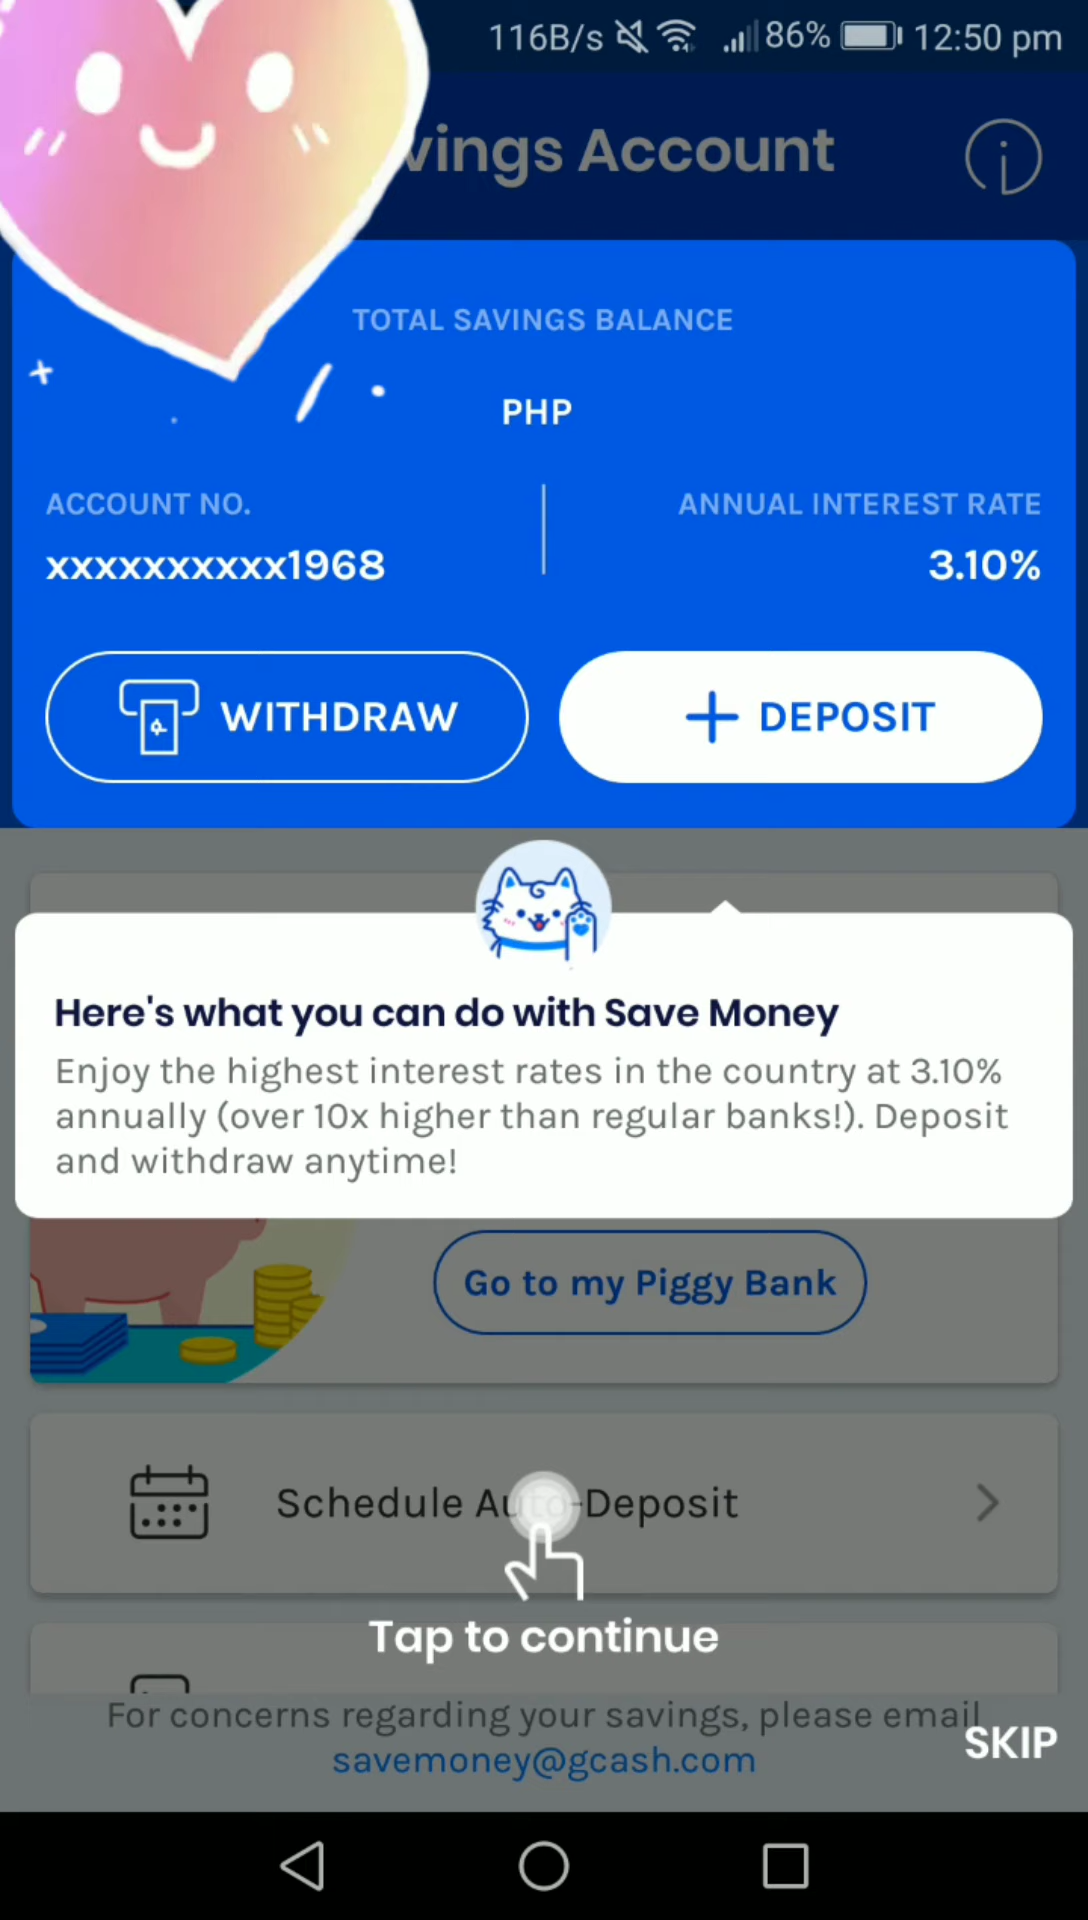 116B/s 86% 12:50 pm
vings Account
TOTAL SAVINGS BALANCE
PHP
ACCOUNT NO. ANNUAL INTEREST RATE
xxxxxxxxxx1968 3.10%
WITHDRAW DEPOSIT
Here's what you can do with Save Money
Enjoy the highest interest rates in the country at 3.10%
annually (over 10x higher than regular banks!). Deposit
and withdraw anytime!
Go to my Piggy Bank
Schedule Auto-Deposit
Tap to continue
For concerns regarding your savings, please email
SKIP
savemoney@gcash.com